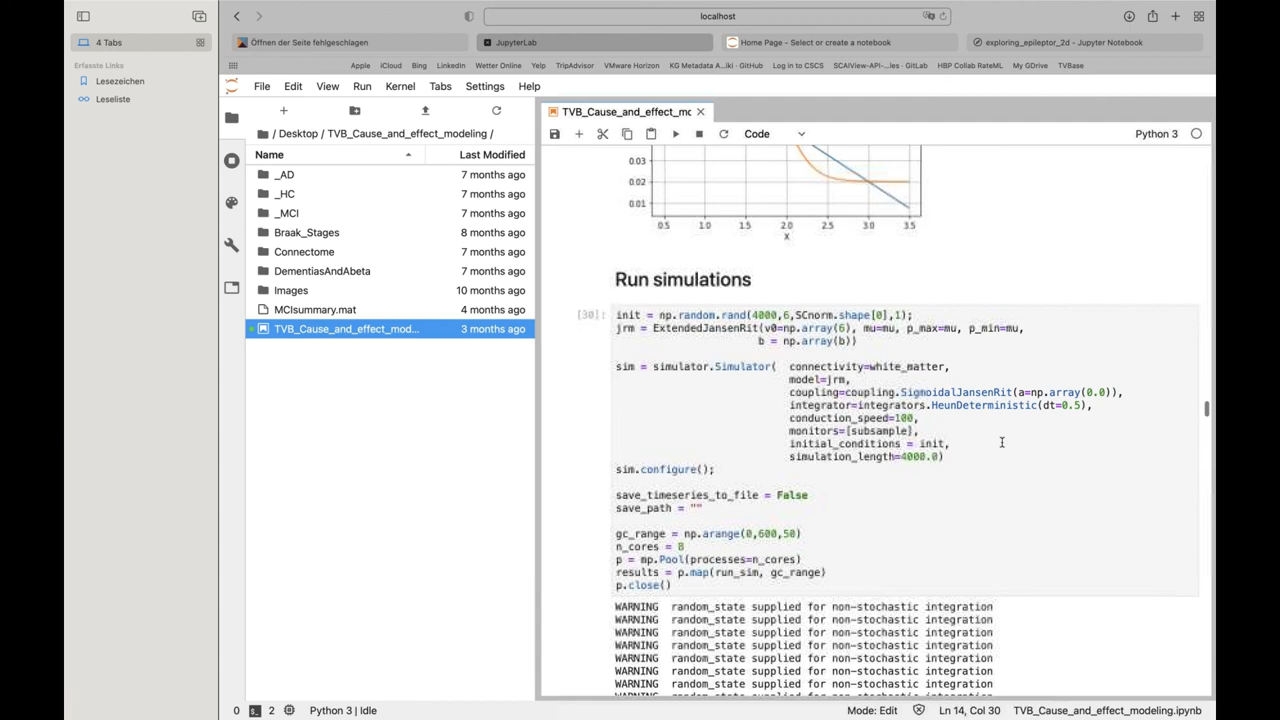 localhost
4 Tabs
Öffnen der Seite fehlgeschlagen
JupyterLab
Home Page - Select or create a notebook
exploring_epileptor_2d - Jupyter Notebook
Erfasste Links
Apple iCloud Bing LinkedIn Wetter Online Yelp TripAdvisor VMware Horizon KG Metadata A...iki · GitHub Log in to CSCS SCAIView-API-...les · GitLab HBP Collab RateML My GDrive TVBase
Lesezeichen
Leseliste
File Edit View Run Kernel Tabs Settings Help
TVB_Cause_and_effect_mc
/ Desktop / TVB_Cause_and_effect_modeling /
Code
Python 3
Name Last Modified
_AD 7 months ago
_HC 7 months ago
_MCI 7 months ago
Braak_Stages 8 months ago
Connectome 7 months ago
DementiasAndAbeta 7 months ago
Images 10 months ago
MCIsummary.mat 4 months ago
TVB_Cause_and_effect_mod... 3 months ago
0.03
0.02
0.01
0.5 1.0 1.5 2.0 2.5 3.0 3.5
X
Run simulations
[30]: init = np.random.rand(4000,6,SCnorm.shape[0],1);
jrm = ExtendedJansenRit(v0=np.array(6), mu=mu, p_max=mu, p_min=mu,
b = np.array(b))
sim = simulator.Simulator( connectivity=white_matter,
model=jrm,
coupling=coupling.SigmoidalJansenRit(a=np.array(0.0)),
integrator=integrators.HeunDeterministic(dt=0.5),
conduction_speed=100,
monitors=[subsample],
initial_conditions = init,
simulation_length=4000.0)
sim.configure();
save_timeseries_to_file = False
save_path = ""
gc_range = np.arange(0,600,50)
n_cores = 8
p = mp.Pool(processes=n_cores)
results = p.map(run_sim, gc_range)
p.close()
WARNING random_state supplied for non-stochastic integration
WARNING random_state supplied for non-stochastic integration
WARNING random_state supplied for non-stochastic integration
WARNING random_state supplied for non-stochastic integration
WARNING random_state supplied for non-stochastic integration
WARNING random_state supplied for non-stochastic integration
WARNING random_state supplied for non-stochastic integration
0 2 Python 3 | Idle
Mode: Edit Ln 14, Col 30 TVB_Cause_and_effect_modeling.ipynb